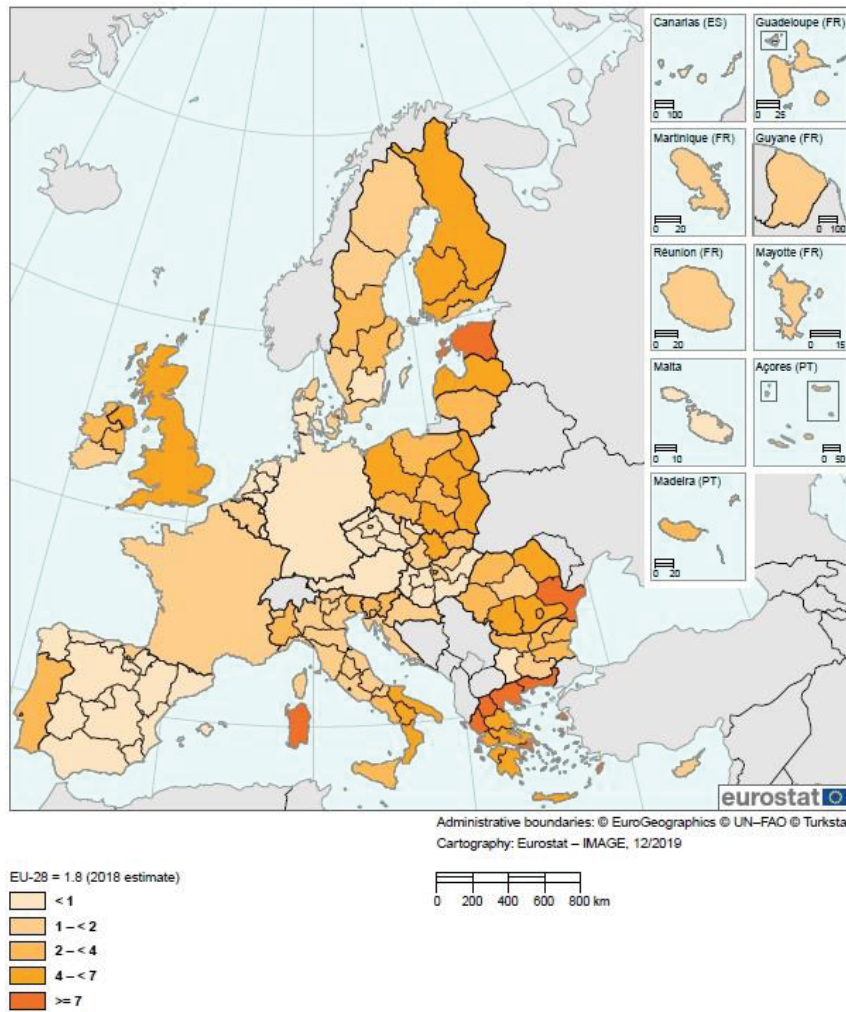 Canarias (ES)
0 100
Guadeloupe (FR)
0 25
Martinique (FR)
0 20
Guyane (FR)
0 100
Réunion (FR)
0 20
Mayotte (FR)
0 15
Malta
0 10
Açores (PT)
0 50
Madeira (PT)
0 20
eurostat
Administrative boundaries: © EuroGeographics © UN–FAO © Turksta
Cartography: Eurostat – IMAGE, 12/2019
EU-28 = 1.8 (2018 estimate)
< 1
1 – < 2
2 – < 4
4 – < 7
>= 7
0 200 400 600 800 km